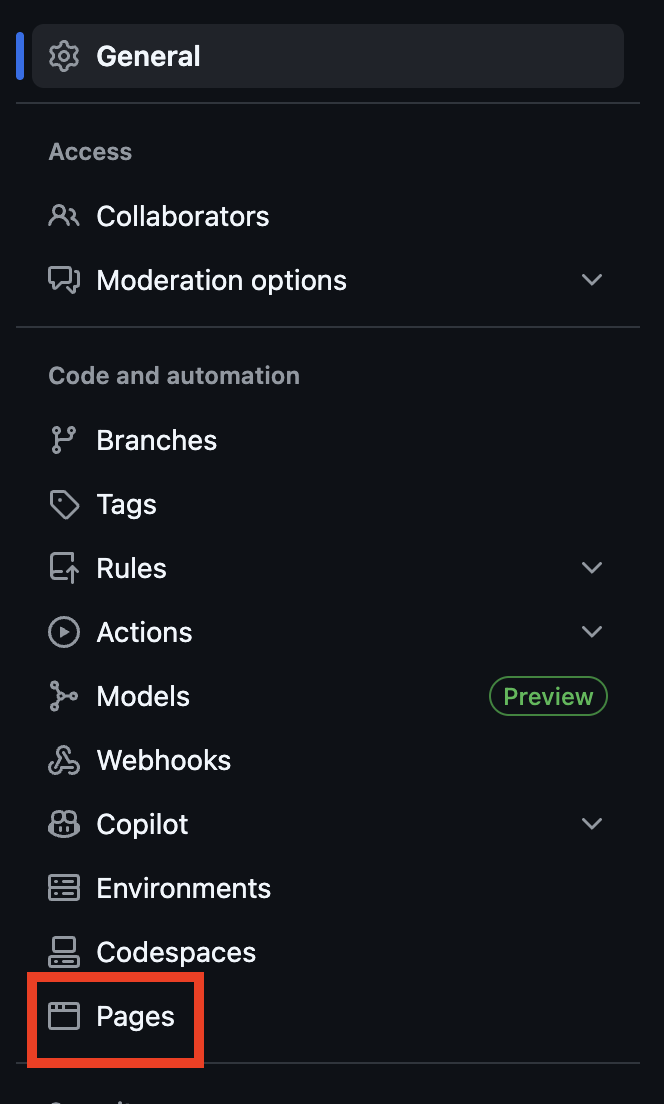 General
Access
Collaborators
Moderation options
Code and automation
Branches
Tags
Rules
Actions
Models
Preview
Webhooks
Copilot
Environments
Codespaces
Pages